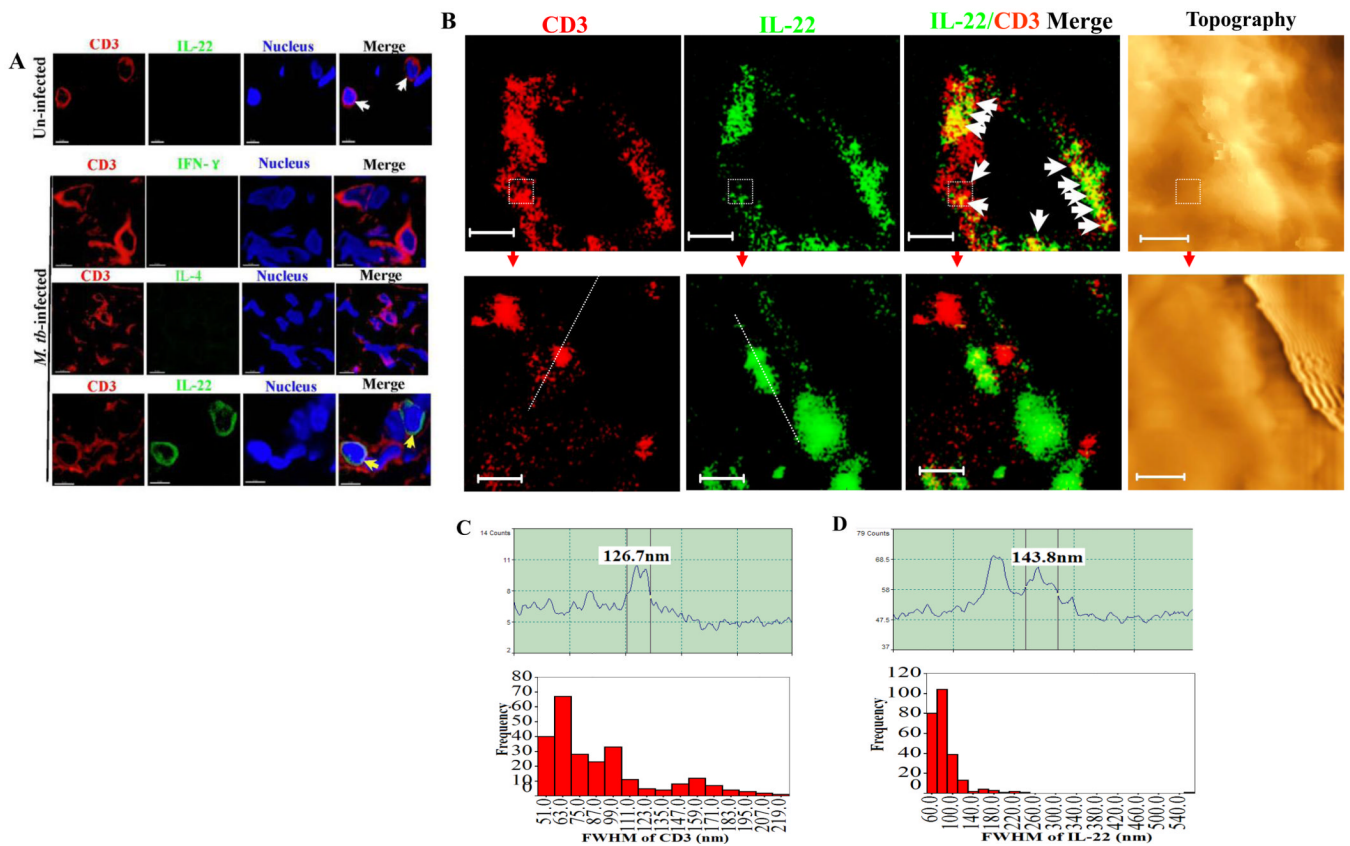 A
CD3 IL-22 Nucleus Merge
Un-infected
CD3 IFN-γ Nucleus Merge
M. tb-infected
CD3 IL-4 Nucleus Merge
CD3 IL-22 Nucleus Merge
B
CD3 IL-22 IL-22/CD3 Merge Topography
C
14 Counts
11
8
5
2
126.7nm
80
70
60
50
40
30
20
10
0
Frequency
51.0 63.0 75.0 87.0 99.0 111.0 123.0 135.0 147.0 159.0 171.0 183.0 195.0 207.0 219.0
FWHM of CD3 (nm)
D
79 Counts
68.5
58
47.5
37
143.8nm
120
100
80
60
40
20
0
Frequency
60.0 100.0 140.0 180.0 220.0 260.0 300.0 340.0 380.0 420.0 460.0 500.0 540.0
FWHM of IL-22 (nm)